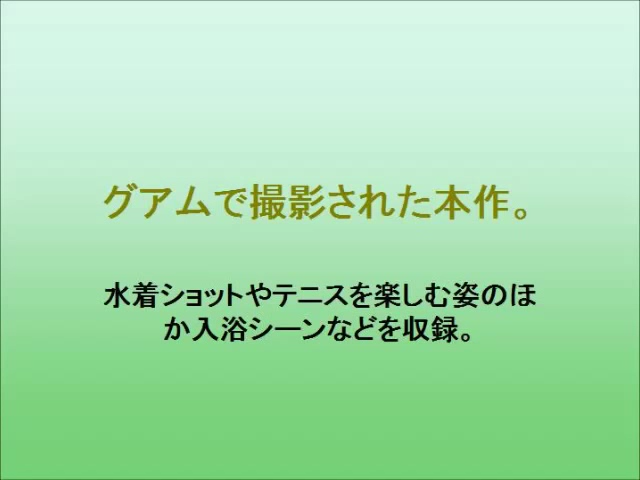 グアムで撮影された本作。
水着ショットやテニスを楽しむ姿のほ
か入浴シーンなどを収録。